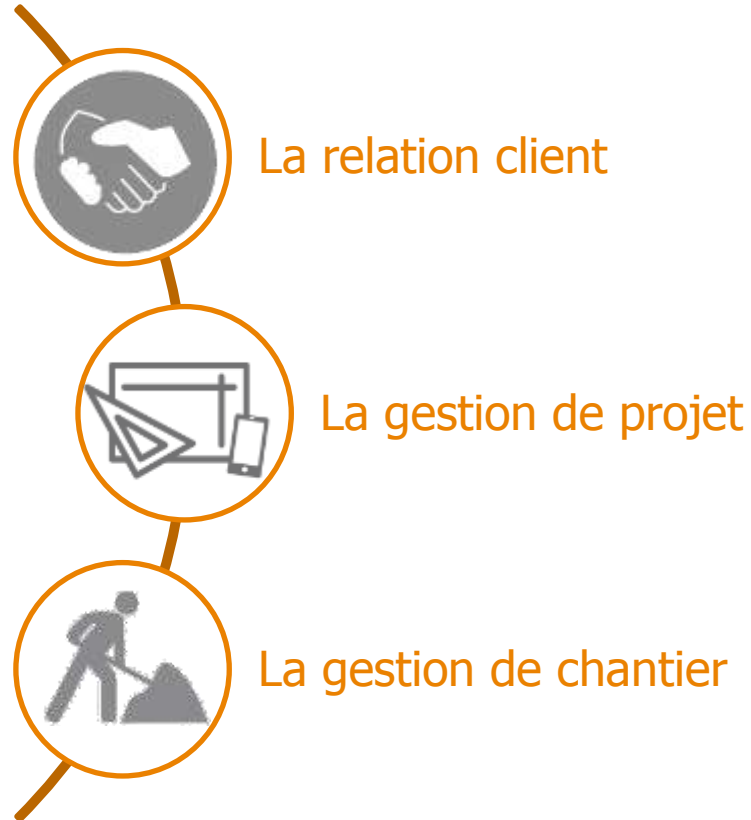 La relation client
La gestion de projet
La gestion de chantier